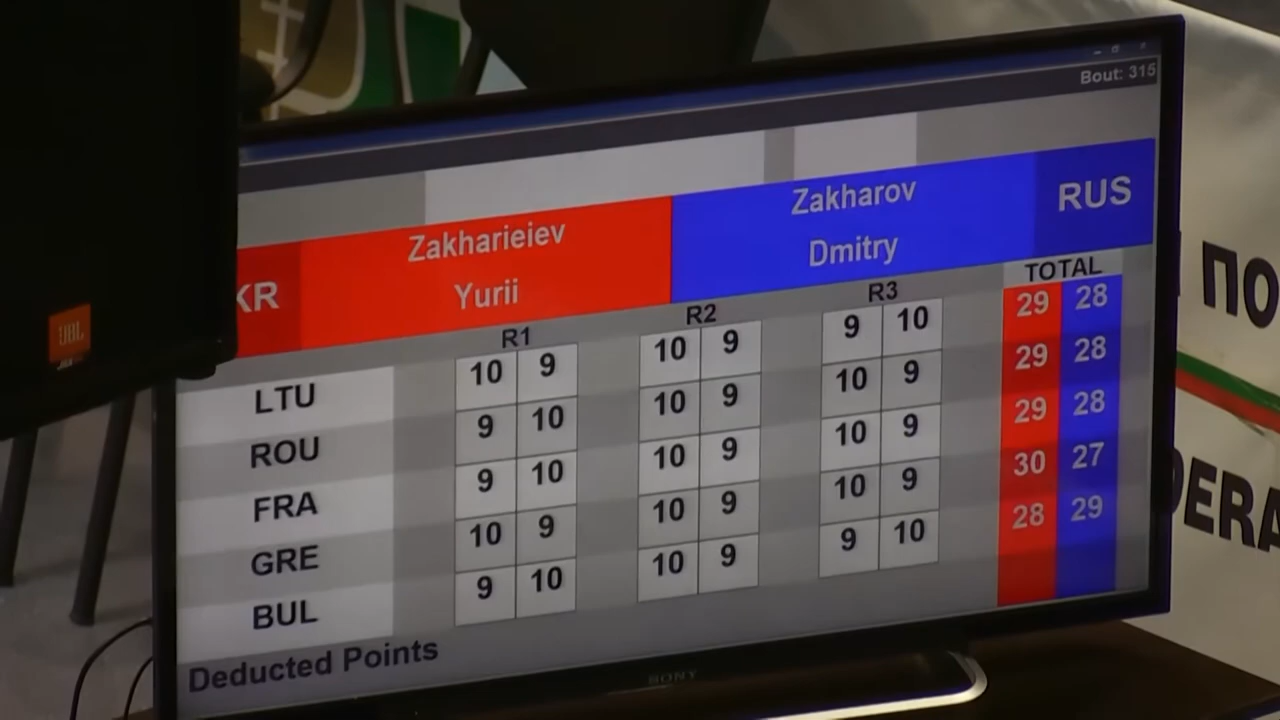 Bout: 315
Zakharov RUS
Zakharieiev
Dmitry
KR
Yurii
TOTAL
R1 R2 R3
LTU 10 9 10 9 9 10 29 28
ROU 9 10 10 9 10 9 29 28
FRA 9 10 10 9 10 9 29 28
GRE 10 9 10 9 10 9 30 27
BUL 9 10 10 9 9 10 28 29
Deducted Points
SONY
JBL
ПО
DERA